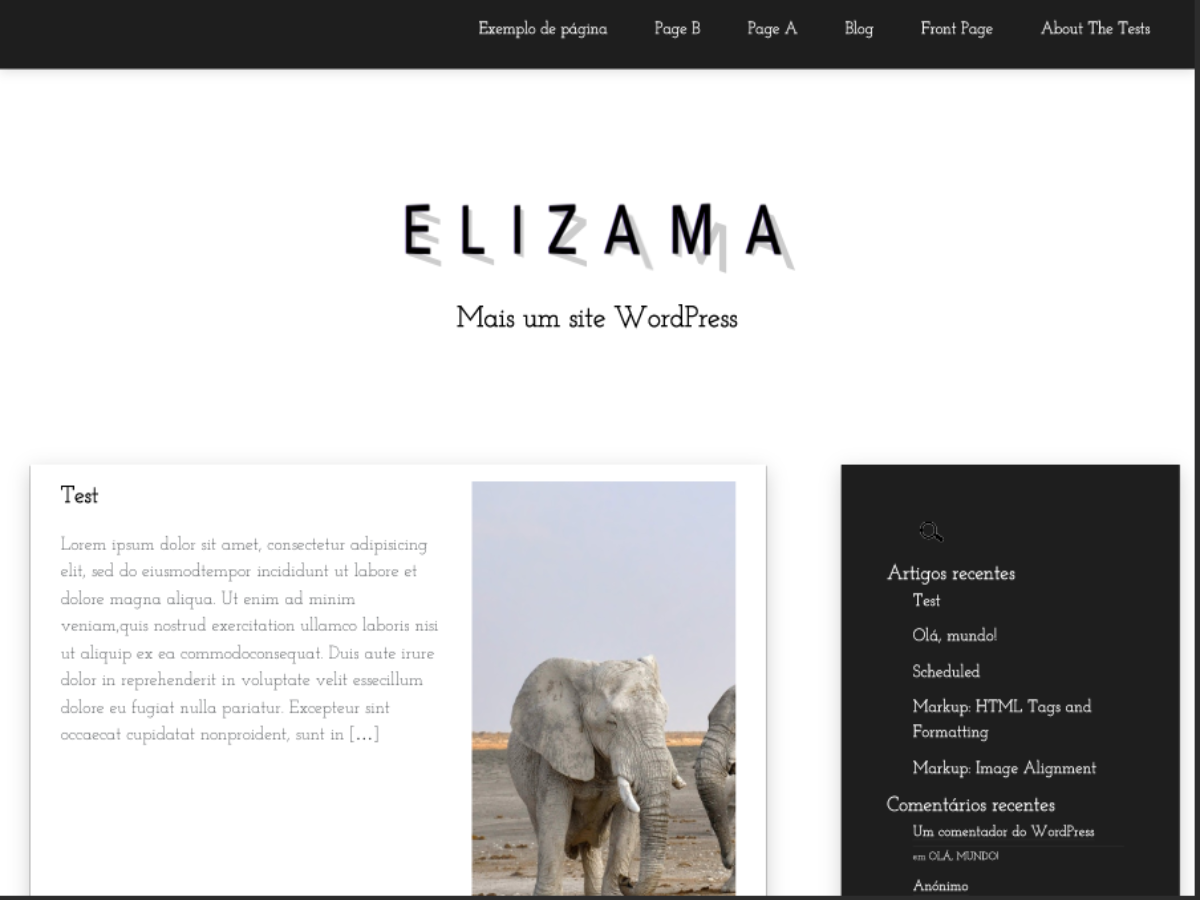 Exemplo de página Page B Page A Blog Front Page About The Tests
ELIZAMA
Mais um site WordPress
Test
Lorem ipsum dolor sit amet, consectetur adipisicing
elit, sed do eiusmodtempor incididunt ut labore et
dolore magna aliqua. Ut enim ad minim
veniam,quis nostrud exercitation ullamco laboris nisi
ut aliquip ex ea commodoconsequat. Duis aute irure
dolor in reprehenderit in voluptate velit essecillum
dolore eu fugiat nulla pariatur. Excepteur sint
occaecat cupidatat nonproident, sunt in […]
Artigos recentes
Test
Olá, mundo!
Scheduled
Markup: HTML Tags and
Formatting
Markup: Image Alignment
Comentários recentes
Um comentador do WordPress
em OLÁ, MUNDO!
Anónimo